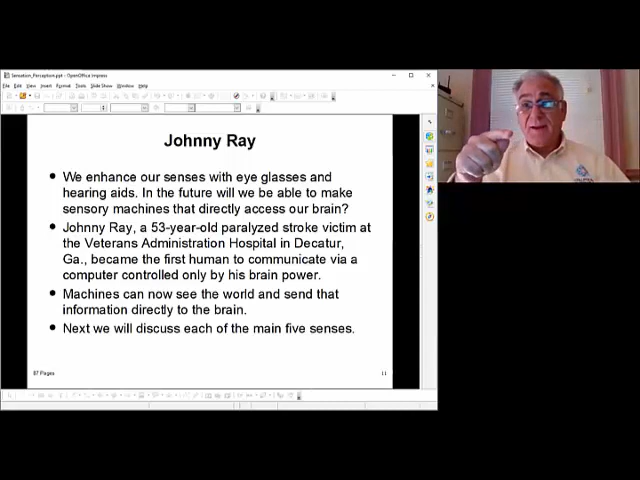 Sensation_Perception.ppt - OpenOffice Impress
File Edit View Insert Format Tools Slide Show Window Help
Johnny Ray
• We enhance our senses with eye glasses and
hearing aids. In the future will we be able to make
sensory machines that directly access our brain?
• Johnny Ray, a 53-year-old paralyzed stroke victim at
the Veterans Administration Hospital in Decatur,
Ga., became the first human to communicate via a
computer controlled only by his brain power.
• Machines can now see the world and send that
information directly to the brain.
• Next we will discuss each of the main five senses.
87 Pages 11